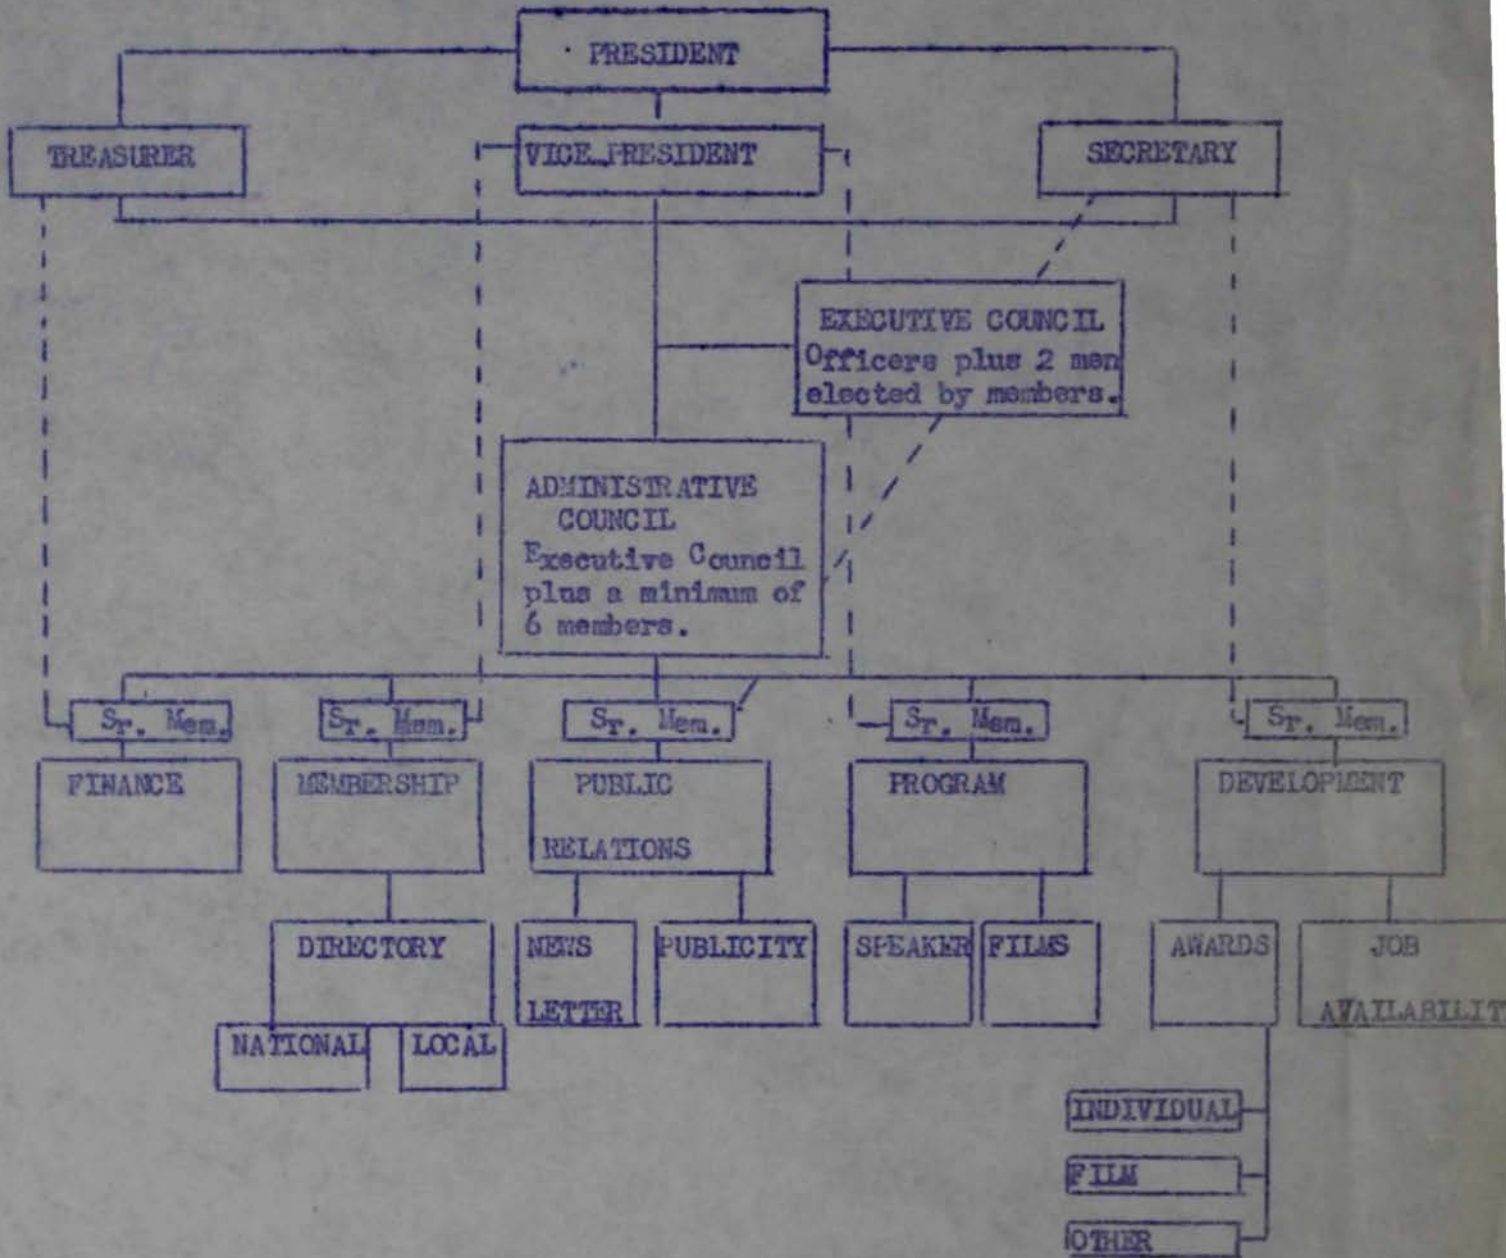 PRESIDENT
TREASURER
VICE PRESIDENT
SECRETARY
EXECUTIVE COUNCIL
Officers plus 2 men
elected by members.
ADMINISTRATIVE
COUNCIL
Executive Council
plus a minimum of
6 members.
Sr. Mem.
Sr. Mem.
Sr. Mem.
Sr. Mem.
Sr. Mem.
FINANCE
MEMBERSHIP
PUBLIC
RELATIONS
PROGRAM
DEVELOPMENT
DIRECTORY
NEWS
LETTER
PUBLICITY
SPEAKER
FILMS
AWARDS
JOB
AVAILABILIT
NATIONAL
LOCAL
INDIVIDUAL
FILM
OTHER